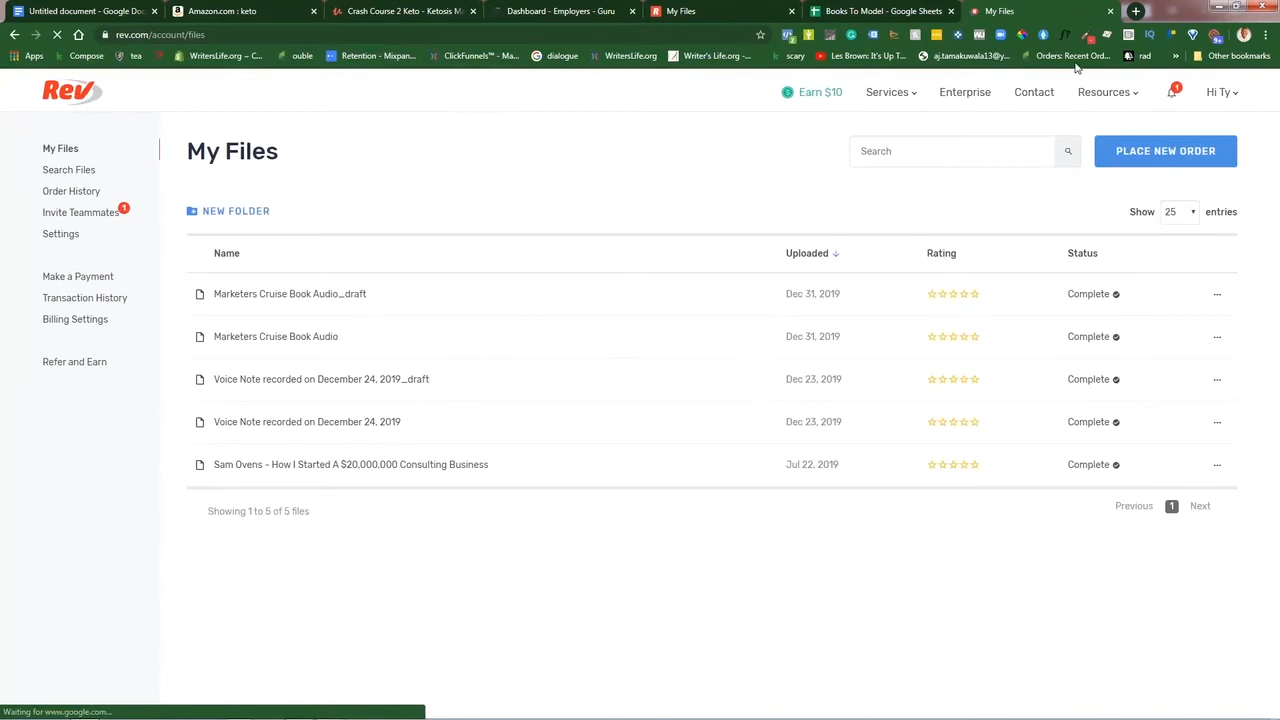 Untitled document - Google Doc
Amazon.com : keto
Crash Course 2 Keto - Ketosis M
Dashboard - Employers - Guru
My Files
Books To Model - Google Sheets
My Files
rev.com/account/files
Apps
Compose
tea
WritersLife.org – C...
ouble
Retention - Mixpan...
ClickFunnels™ - Mark...
dialogue
WritersLife.org
Writer's Life.org -...
scary
Les Brown: It's Up T...
aj.tamakuwala13@y...
Orders: Recent Ord...
rad
»
Other bookmarks
Rev
Earn $10
Services
Enterprise
Contact
Resources
1
Hi Ty
My Files
Search Files
Order History
Invite Teammates 1
Settings
Make a Payment
Transaction History
Billing Settings
Refer and Earn
My Files
Search
PLACE NEW ORDER
NEW FOLDER
Show 25 entries
Name Uploaded Rating Status
Marketers Cruise Book Audio_draft Dec 31, 2019 Complete ...
Marketers Cruise Book Audio Dec 31, 2019 Complete ...
Voice Note recorded on December 24, 2019_draft Dec 23, 2019 Complete ...
Voice Note recorded on December 24, 2019 Dec 23, 2019 Complete ...
Sam Ovens - How I Started A $20,000,000 Consulting Business Jul 22, 2019 Complete ...
Showing 1 to 5 of 5 files
Previous 1 Next
Waiting for www.google.com...